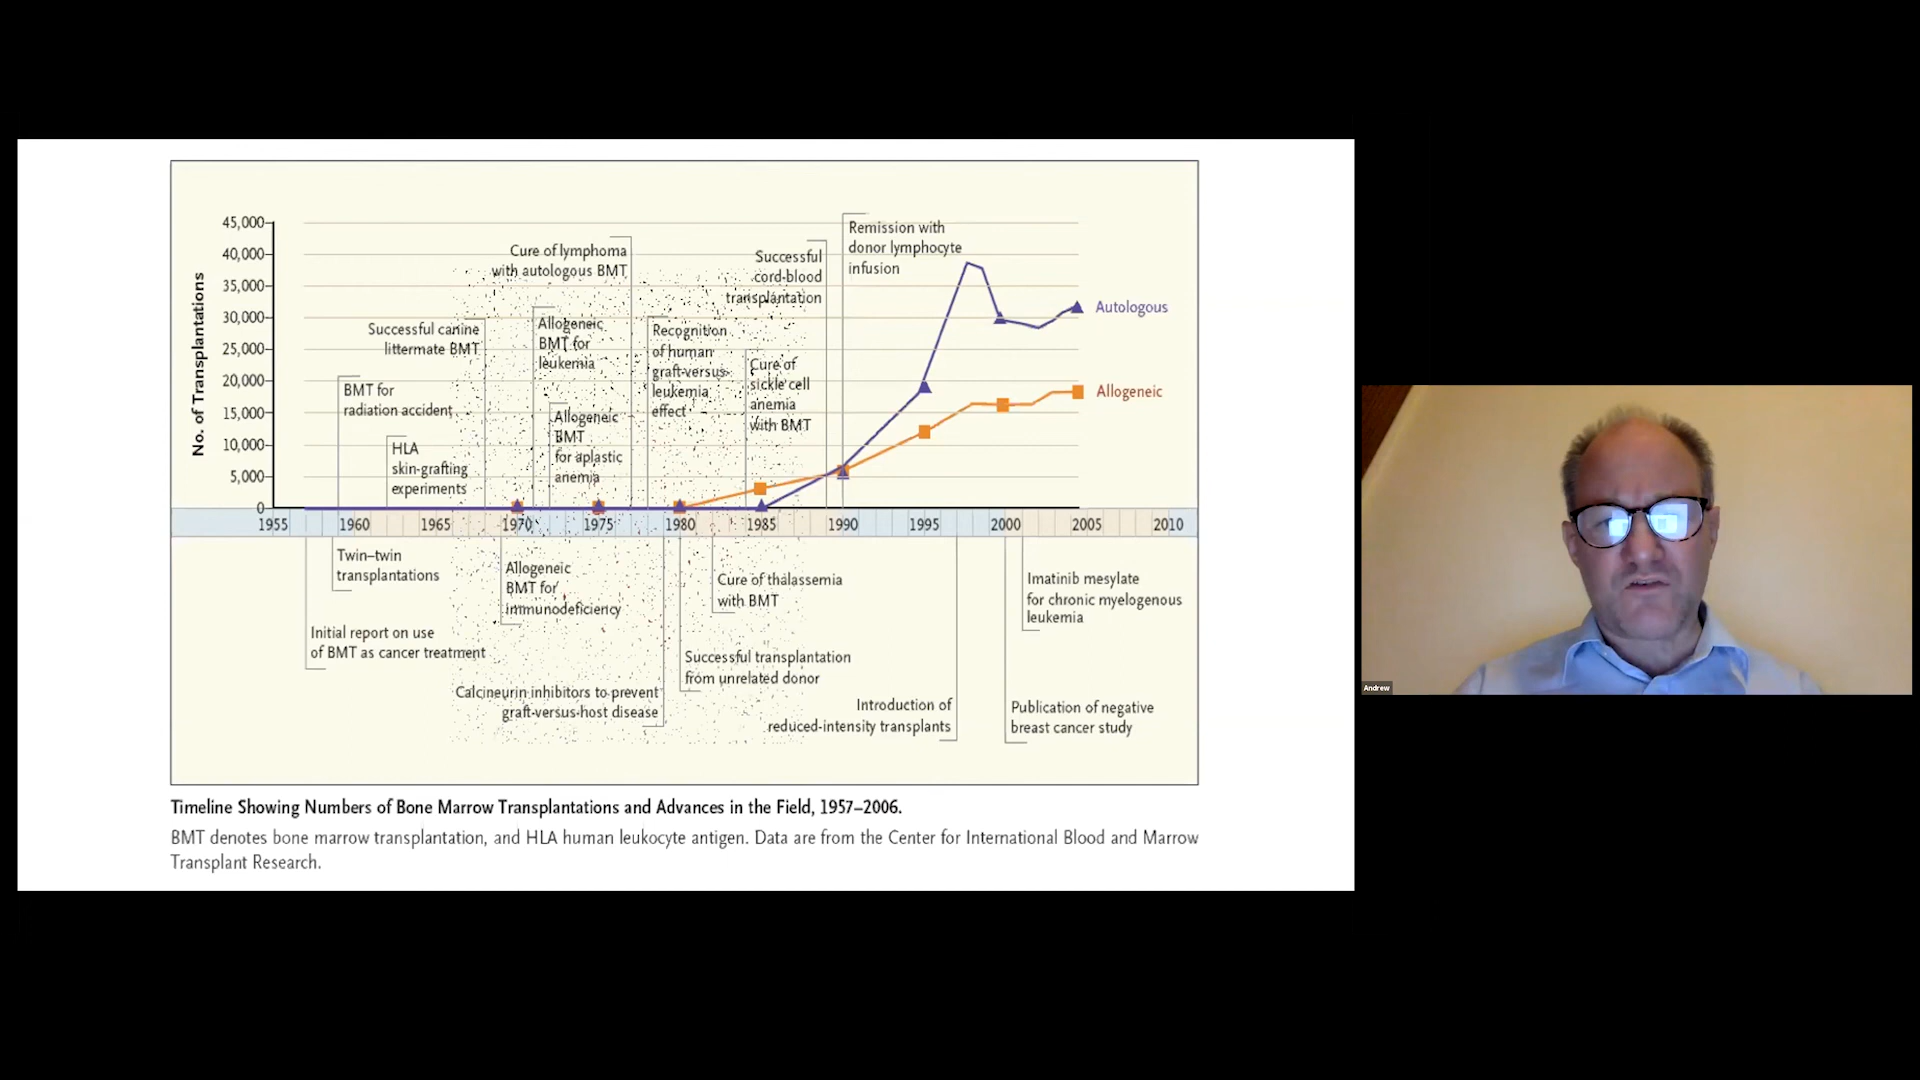 45,000
40,000
35,000
30,000
25,000
20,000
15,000
10,000
5,000
0
No. of Transplantations
BMT for
radiation accident
HLA
skin-grafting
experiments
Successful canine
littermate BMT
Cure of lymphoma
with autologous BMT
Allogeneic
BMT for
leukemia
Allogeneic
BMT
for aplastic
anemia
Recognition
of human
graft-versus-
leukemia
effect
Successful
cord-blood
transplantation
Cure of
sickle cell
anemia
with BMT
Remission with
donor lymphocyte
infusion
Autologous
Allogeneic
1955 1960 1965 1970 1975 1980 1985 1990 1995 2000 2005 2010
Twin–twin
transplantations
Initial report on use
of BMT as cancer treatment
Allogeneic
BMT for
immunodeficiency
Calcineurin inhibitors to prevent
graft-versus-host disease
Cure of thalassemia
with BMT
Successful transplantation
from unrelated donor
Introduction of
reduced-intensity transplants
Imatinib mesylate
for chronic myelogenous
leukemia
Publication of negative
breast cancer study
Timeline Showing Numbers of Bone Marrow Transplantations and Advances in the Field, 1957–2006.
BMT denotes bone marrow transplantation, and HLA human leukocyte antigen. Data are from the Center for International Blood and Marrow
Transplant Research.
Andrew